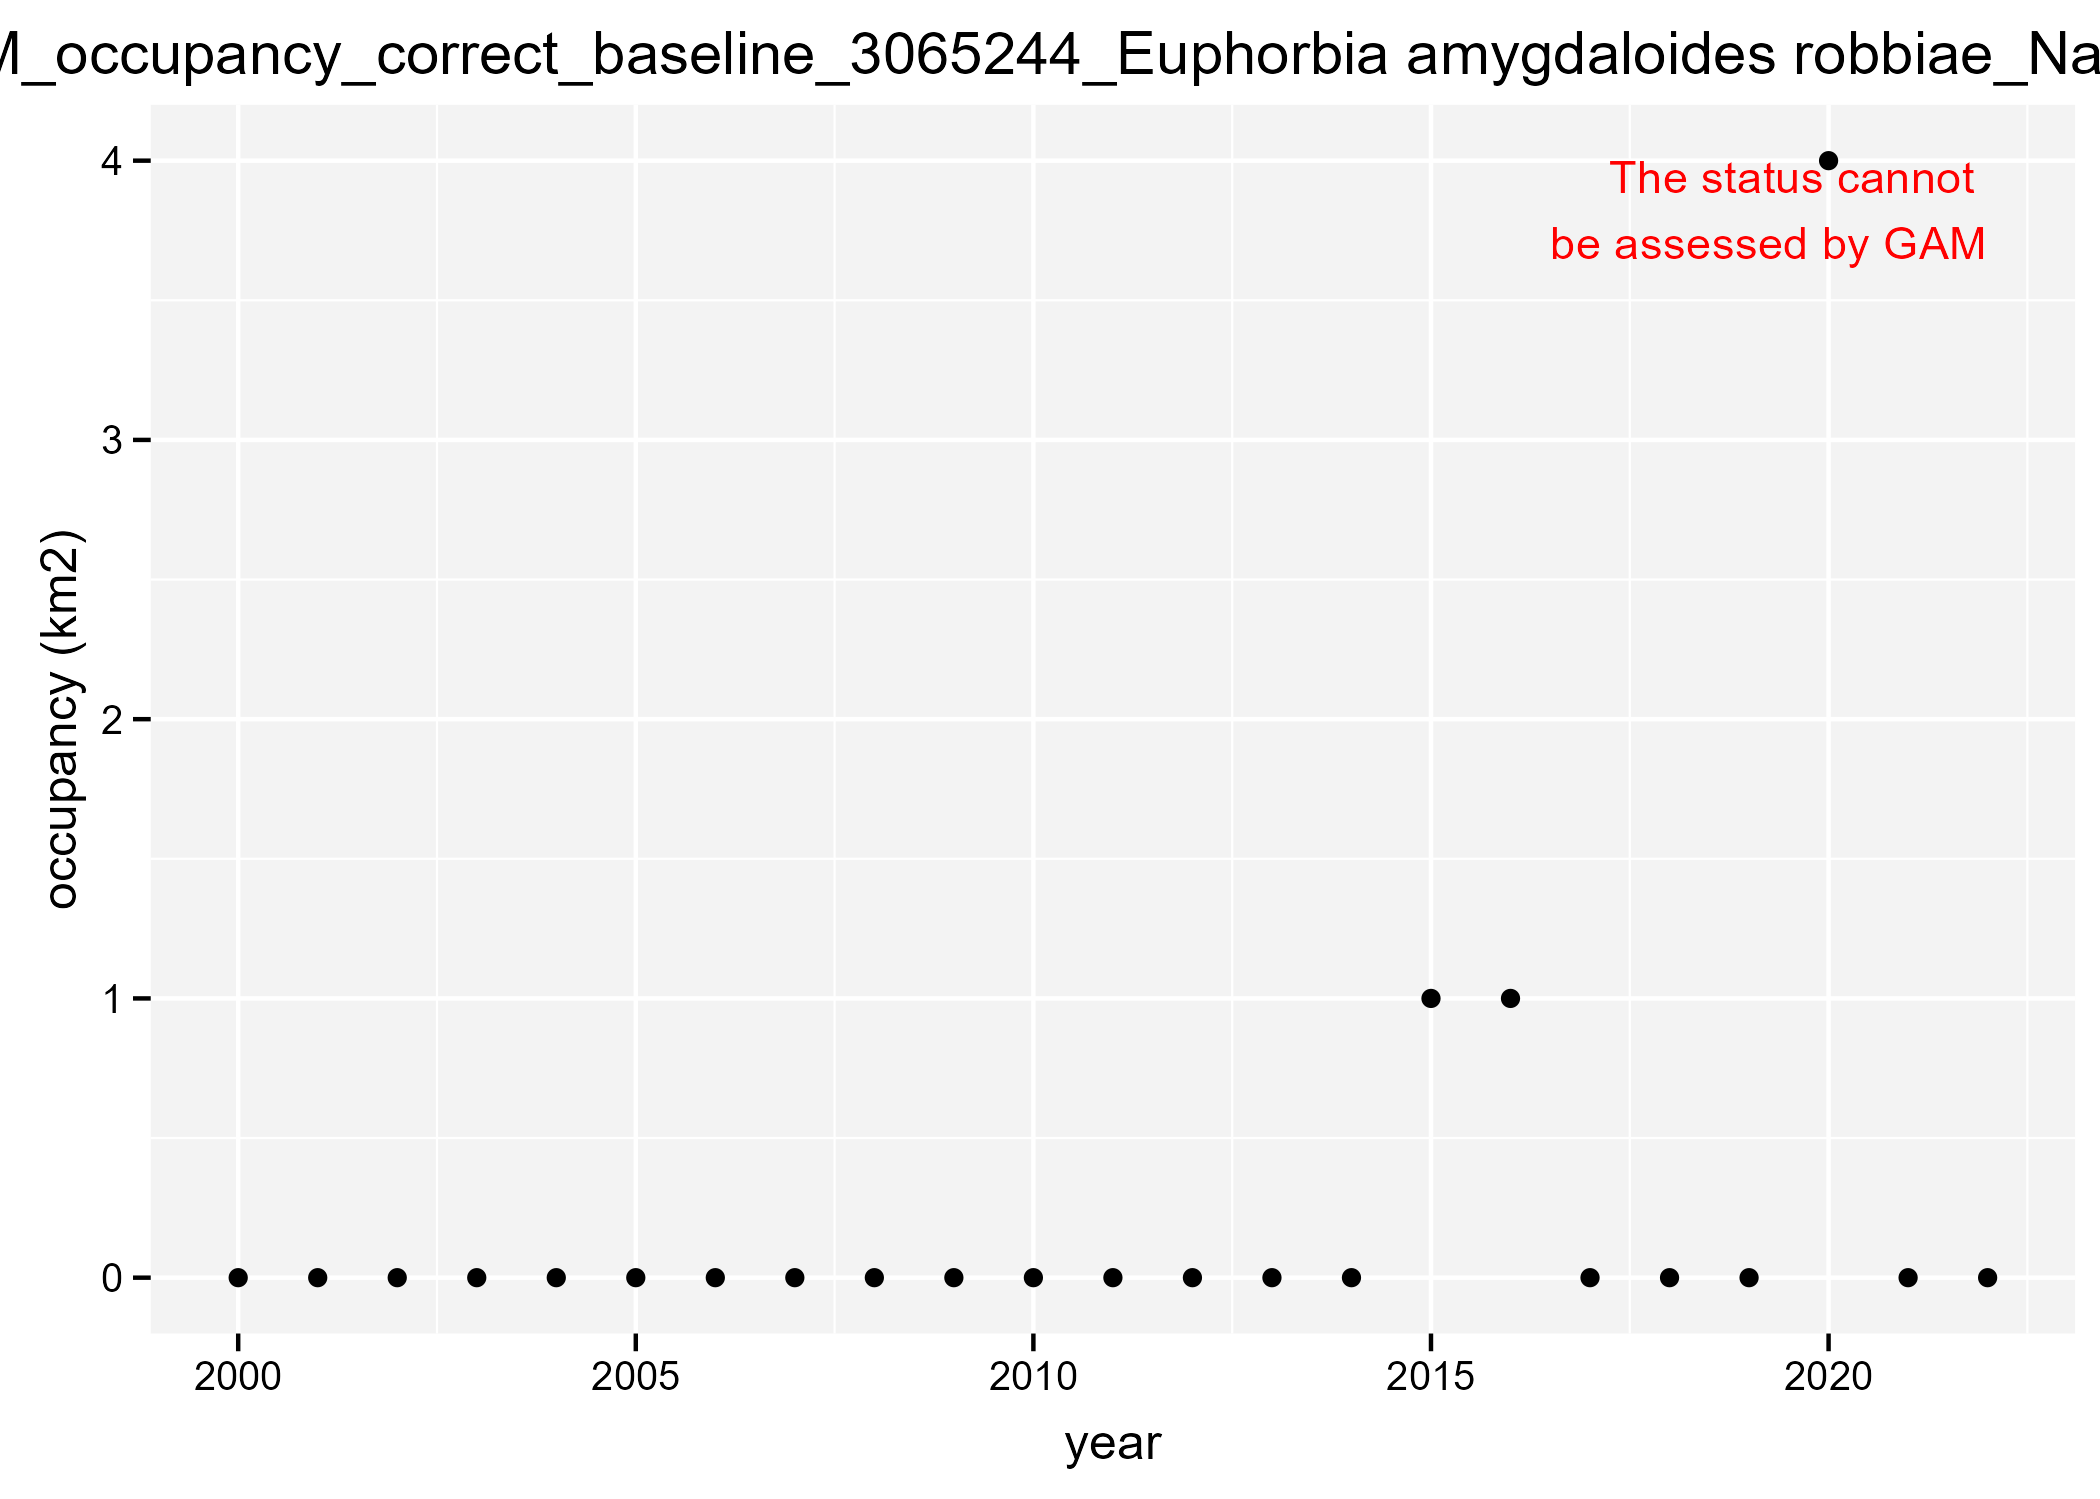 M_occupancy_correct_baseline_3065244_Euphorbia amygdaloides robbiae_Na
4
The status cannot
be assessed by GAM
3
occupancy (km2)
2
1
0
2000 2005 2010 2015 2020
year